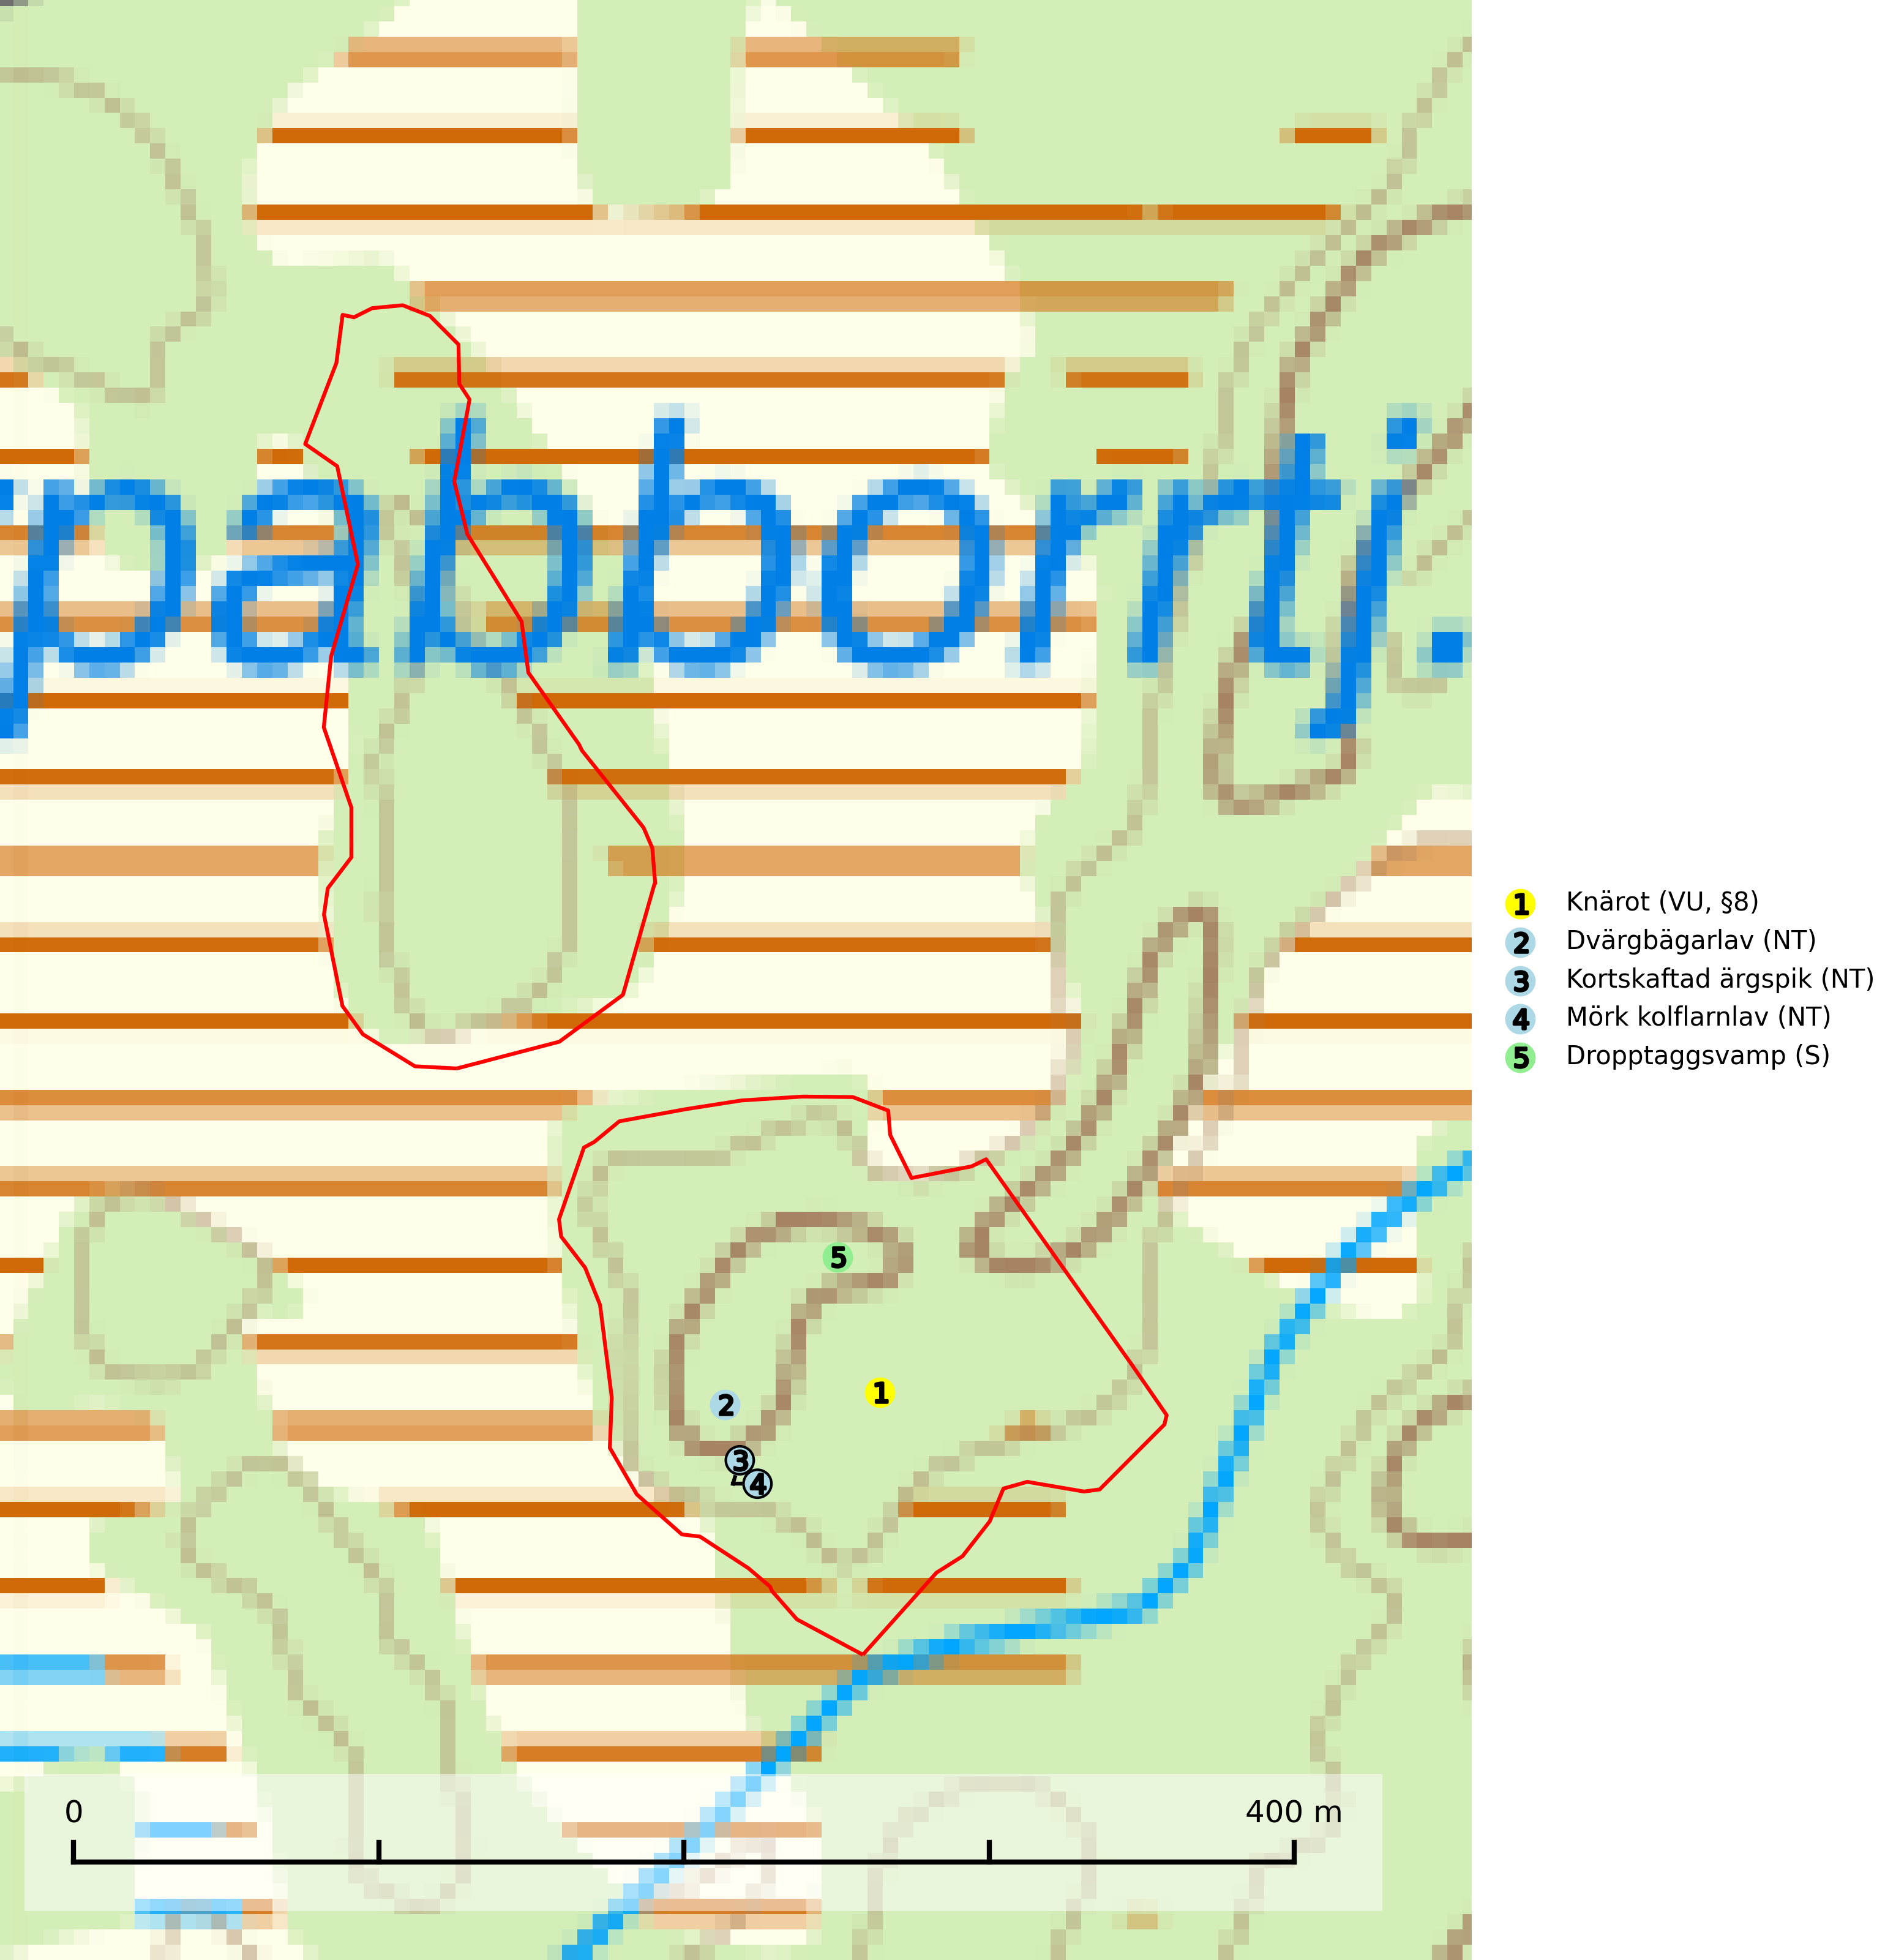 pabborrtj.
1 Knärot (VU, §8)
2 Dvärgbägarlav (NT)
3 Kortskaftad ärgspik (NT)
4 Mörk kolflarnlav (NT)
5 Dropptaggsvamp (S)
5
1
2
3
4
0 400 m